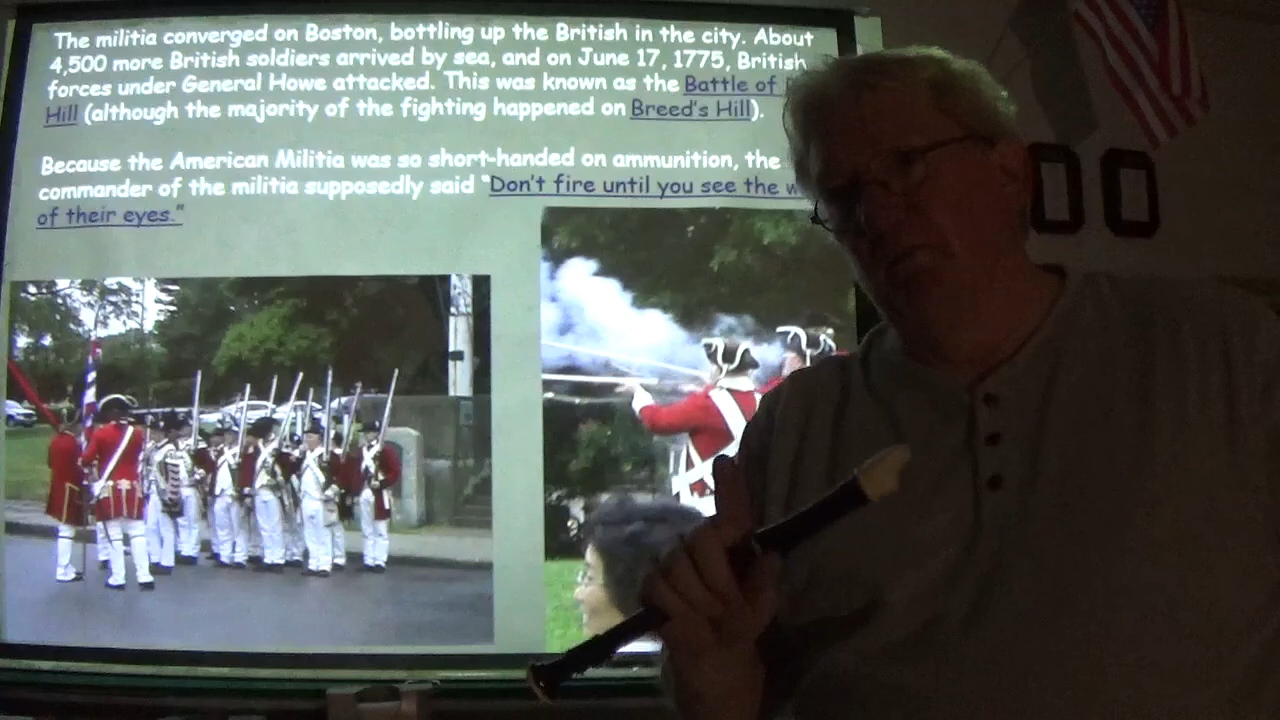 The militia converged on Boston, bottling up the British in the city. About
4,500 more British soldiers arrived by sea, and on June 17, 1775, British
forces under General Howe attacked. This was known as the Battle of
Hill (although the majority of the fighting happened on Breed's Hill).
Because the American Militia was so short-handed on ammunition, the
commander of the militia supposedly said “Don't fire until you see the
of their eyes.”
00